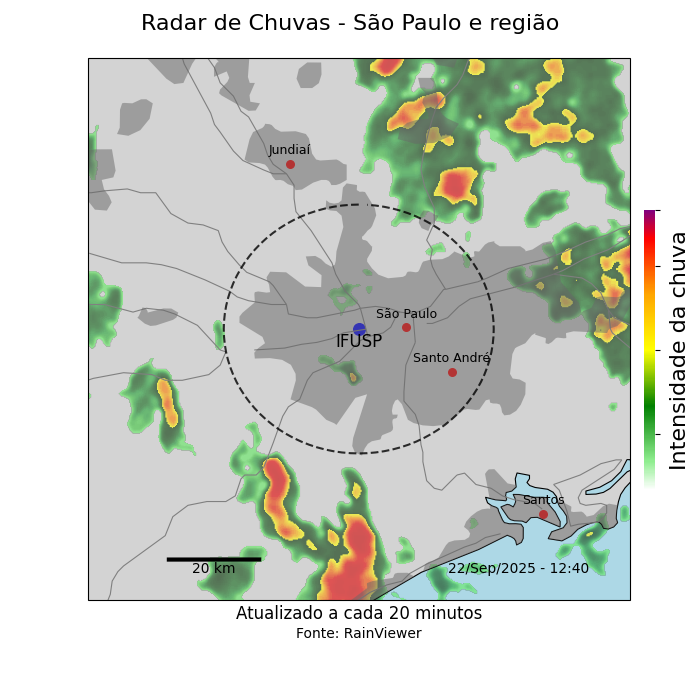 Radar de Chuvas - São Paulo e região
Jundiaí
São Paulo
IFUSP
Santo André
Santos
20 km
22/Sep/2025 - 12:40
Intensidade da chuva
Atualizado a cada 20 minutos
Fonte: RainViewer